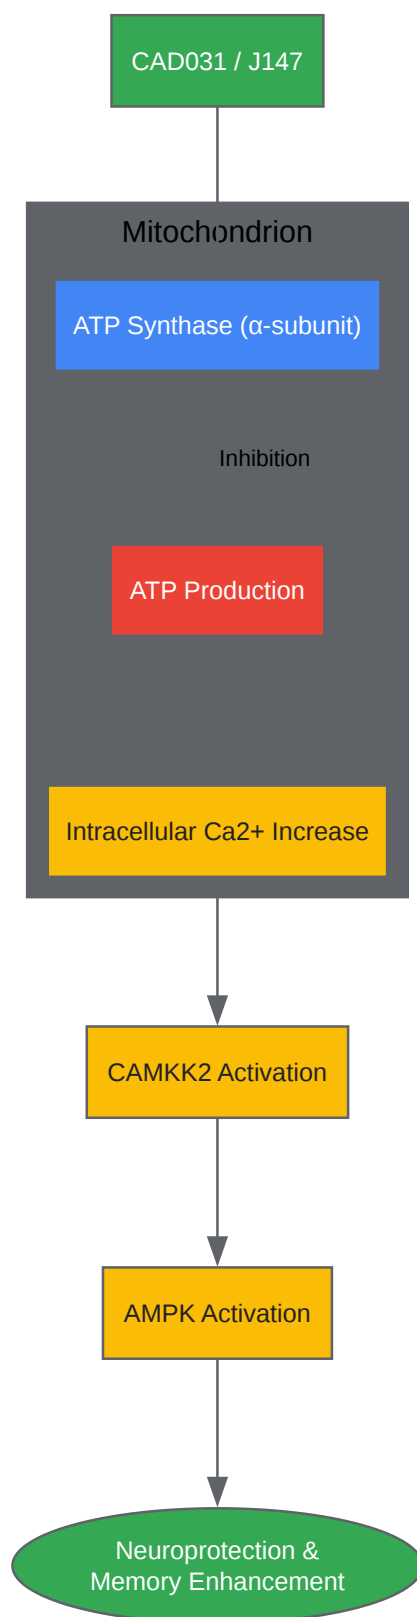 CAD031 / J147
Mitochondrion
ATP Synthase (α-subunit)
Inhibition
ATP Production
Intracellular Ca2+ Increase
CAMKK2 Activation
AMPK Activation
Neuroprotection &
Memory Enhancement